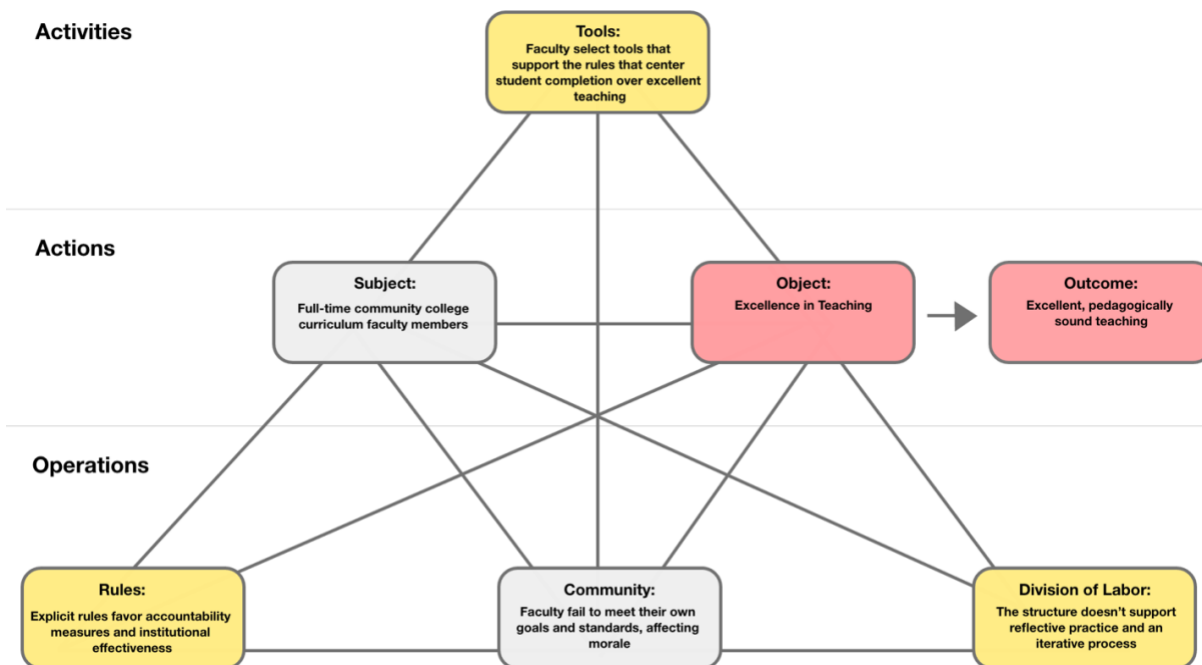 Activities
Tools:
Faculty select tools that
support the rules that center
student completion over excellent
teaching
Actions
Subject:
Full-time community college
curriculum faculty members
Object:
Excellence in Teaching
Outcome:
Excellent, pedagogically
sound teaching
Operations
Rules:
Explicit rules favor accountability
measures and institutional
effectiveness
Community:
Faculty fail to meet their own
goals and standards, affecting
morale
Division of Labor:
The structure doesn't support
reflective practice and an
iterative process